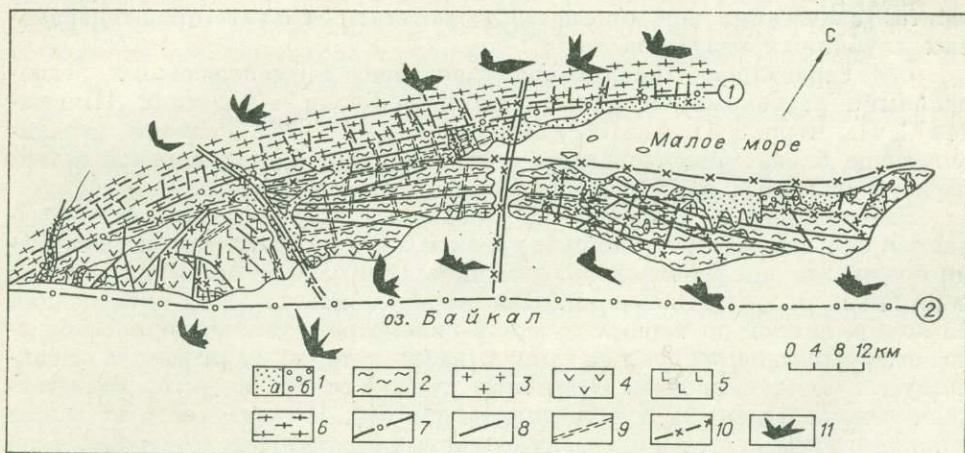 С
1
Малое море
2
оз. Байкал
0 4 8 12 км
а б 1 2 3 4 5
6 7 8 9 10 11